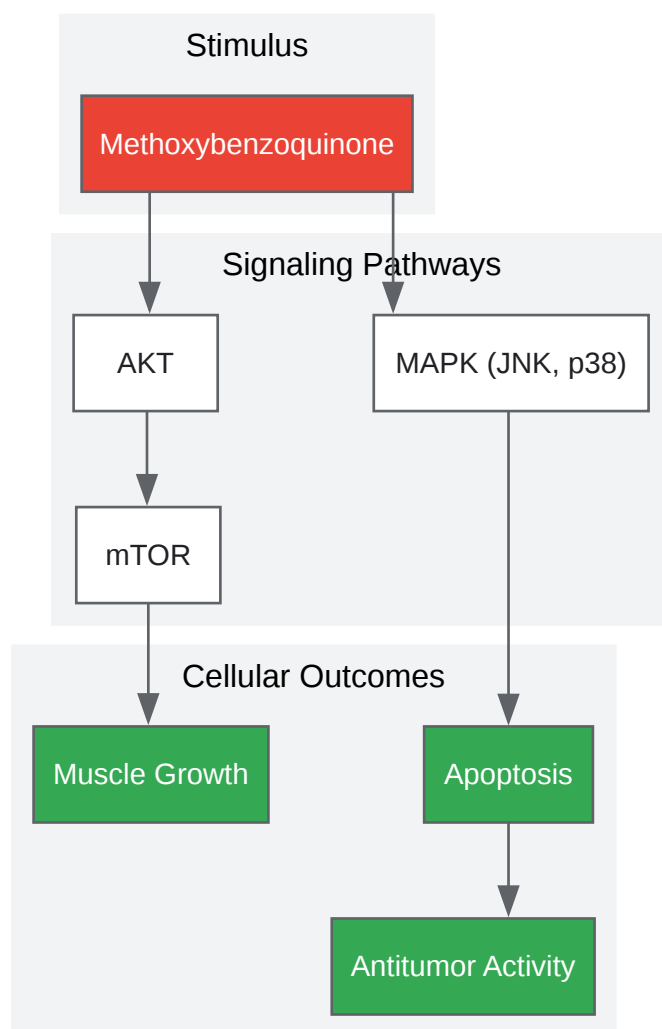 Stimulus
Methoxybenzoquinone
Signaling Pathways
AKT
MAPK (JNK, p38)
mTOR
Cellular Outcomes
Muscle Growth
Apoptosis
Antitumor Activity